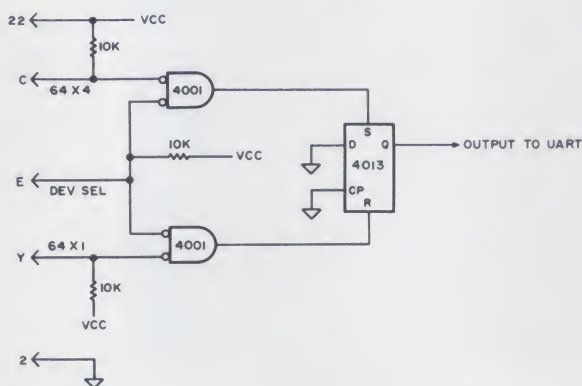 22
VCC
10K
C
64 X 4
4001
S
10K
VCC
D
Q
OUTPUT TO UART
4013
E
DEV SEL
CP
R
4001
Y
64 X 1
10K
VCC
2